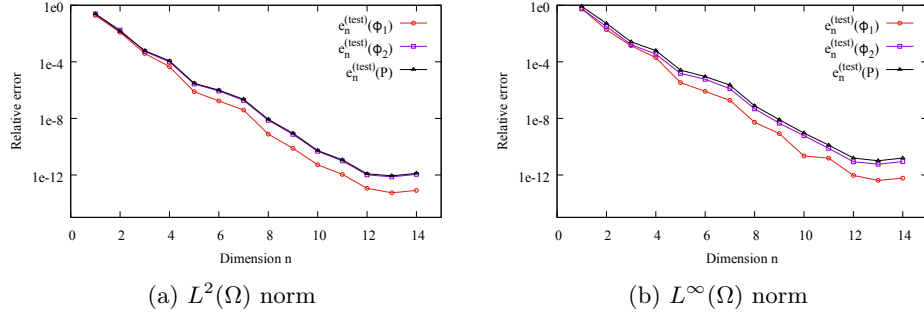 1e0
1e-4
1e-8
1e-12
Relative error
0 2 4 6 8 10 12 14
Dimension n
e_n^(test)(Φ_1)
e_n^(test)(Φ_2)
e_n^(test)(P)
(a) L^2(Ω) norm
1e0
1e-4
1e-8
1e-12
Relative error
0 2 4 6 8 10 12 14
Dimension n
e_n^(test)(Φ_1)
e_n^(test)(Φ_2)
e_n^(test)(P)
(b) L^∞(Ω) norm